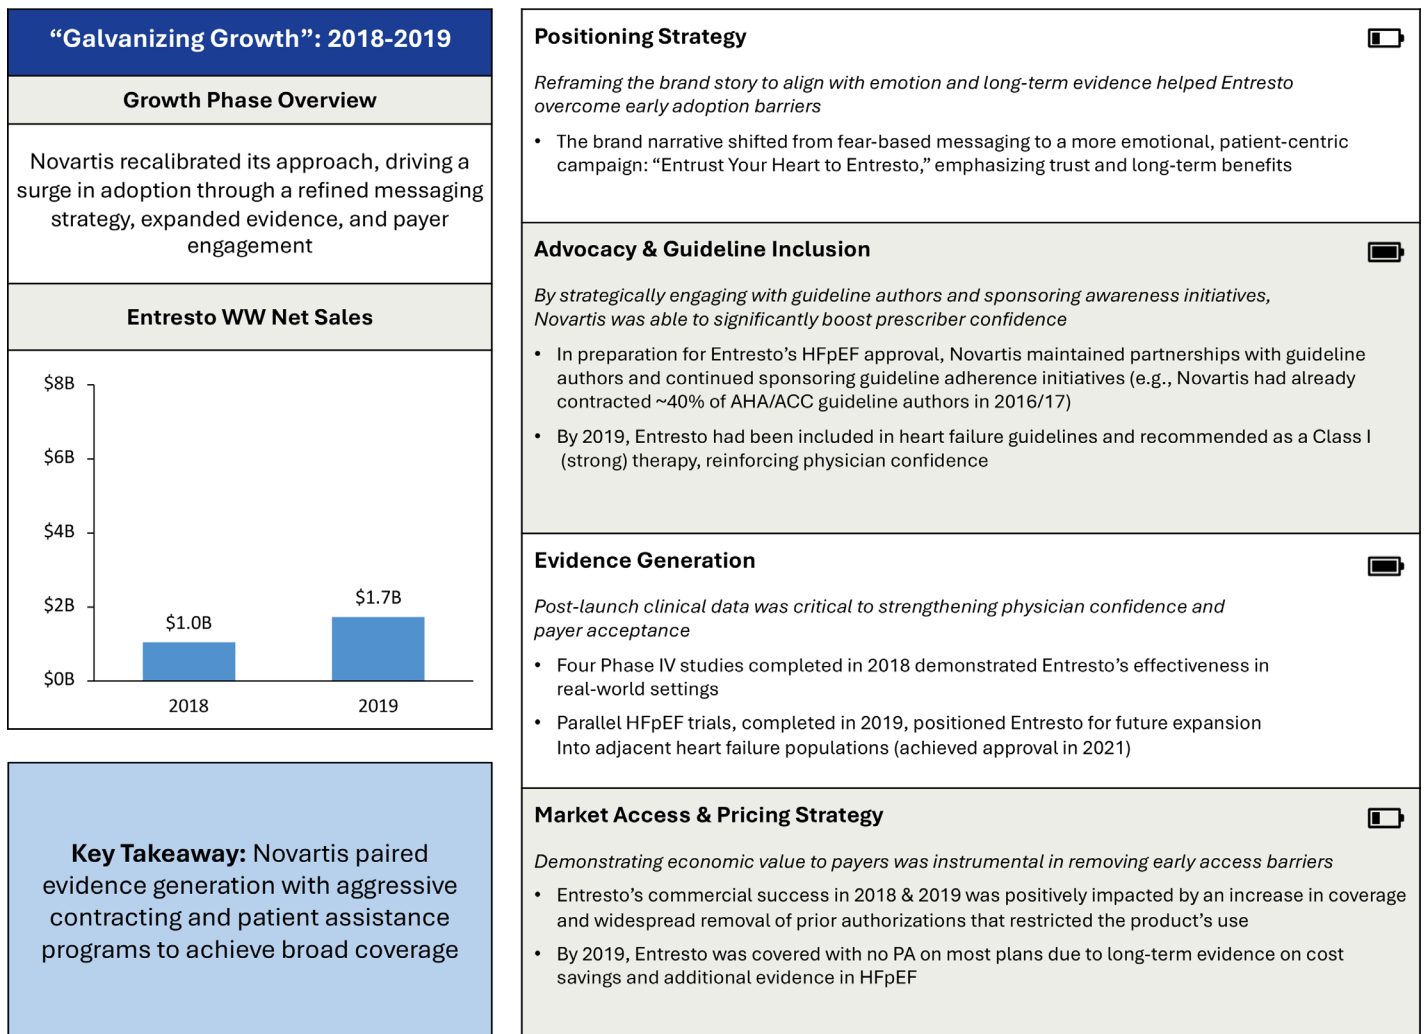 “Galvanizing Growth”: 2018-2019
Growth Phase Overview
Novartis recalibrated its approach, driving a
surge in adoption through a refined messaging
strategy, expanded evidence, and payer
engagement
Entresto WW Net Sales
$8B
$6B
$4B
$2B
$0B
$1.0B
$1.7B
2018
2019
Key Takeaway: Novartis paired
evidence generation with aggressive
contracting and patient assistance
programs to achieve broad coverage
Positioning Strategy
Reframing the brand story to align with emotion and long-term evidence helped Entresto
overcome early adoption barriers
• The brand narrative shifted from fear-based messaging to a more emotional, patient-centric
campaign: “Entrust Your Heart to Entresto,” emphasizing trust and long-term benefits
Advocacy & Guideline Inclusion
By strategically engaging with guideline authors and sponsoring awareness initiatives,
Novartis was able to significantly boost prescriber confidence
• In preparation for Entresto’s HFpEF approval, Novartis maintained partnerships with guideline
authors and continued sponsoring guideline adherence initiatives (e.g., Novartis had already
contracted ~40% of AHA/ACC guideline authors in 2016/17)
• By 2019, Entresto had been included in heart failure guidelines and recommended as a Class I
(strong) therapy, reinforcing physician confidence
Evidence Generation
Post-launch clinical data was critical to strengthening physician confidence and
payer acceptance
• Four Phase IV studies completed in 2018 demonstrated Entresto’s effectiveness in
real-world settings
• Parallel HFpEF trials, completed in 2019, positioned Entresto for future expansion
Into adjacent heart failure populations (achieved approval in 2021)
Market Access & Pricing Strategy
Demonstrating economic value to payers was instrumental in removing early access barriers
• Entresto’s commercial success in 2018 & 2019 was positively impacted by an increase in coverage
and widespread removal of prior authorizations that restricted the product’s use
• By 2019, Entresto was covered with no PA on most plans due to long-term evidence on cost
savings and additional evidence in HFpEF